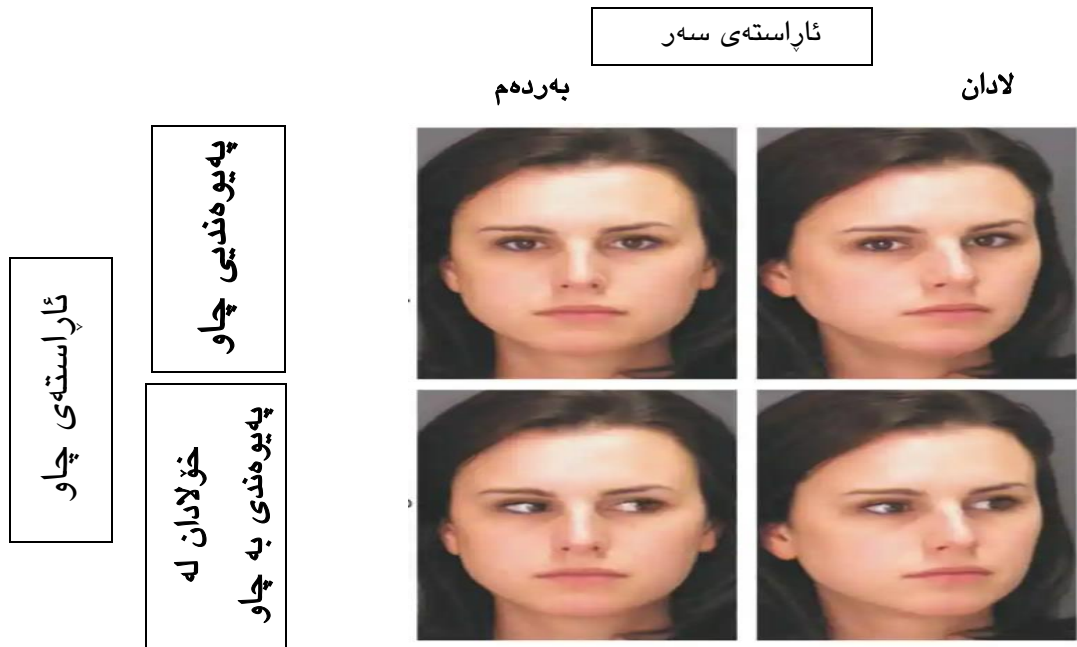 ئاڕاستەی سەر
بەردەم
لادان
پەیوەندیی چاو
ئاڕاستەی چاو
خۆلادان لە
پەیوەندی بە چاو